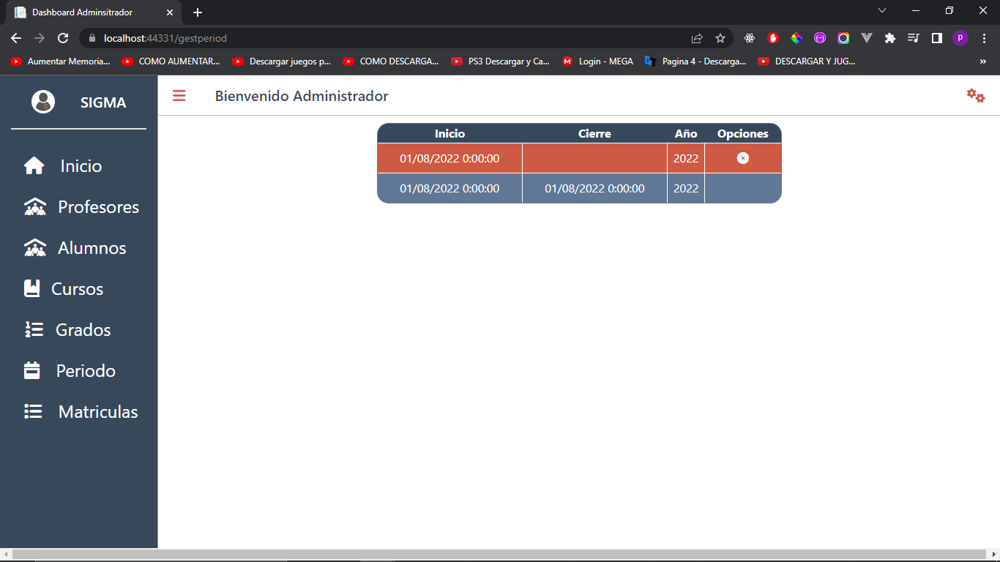 Dashboard Adminsitrador
localhost:44331/gestperiod
p
Aumentar Memoria... COMO AUMENTAR... Descargar juegos p... COMO DESCARGA... PS3 Descargar y Ca... Login - MEGA Pagina 4 - Descarga... DESCARGAR Y JUG... »
SIGMA
Bienvenido Administrador
Inicio Cierre Año Opciones
01/08/2022 0:00:00 2022
01/08/2022 0:00:00 01/08/2022 0:00:00 2022
Inicio
Profesores
Alumnos
Cursos
Grados
Periodo
Matriculas